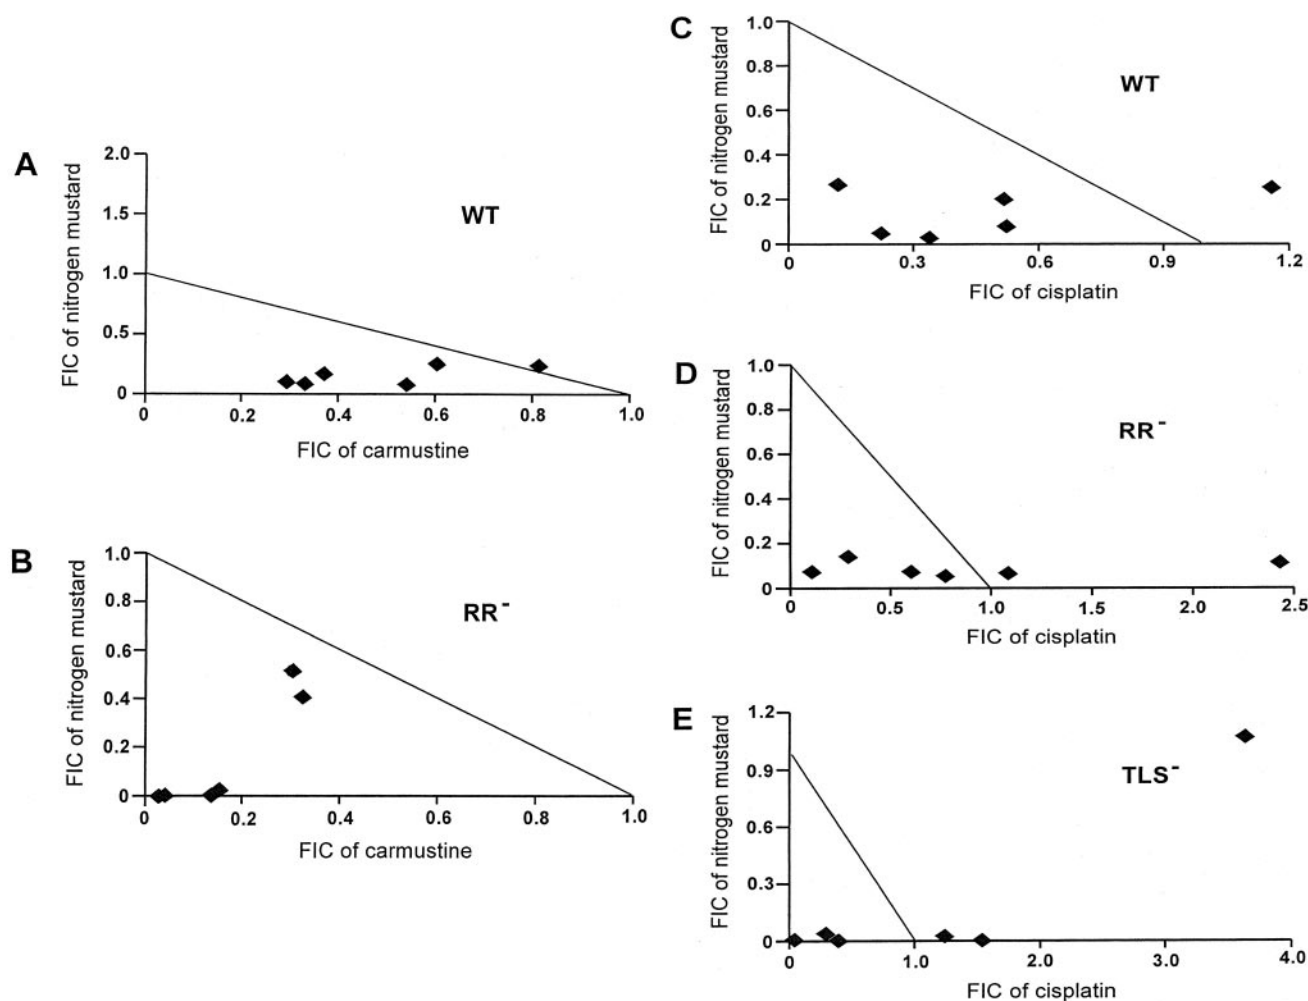 A
WT
FIC of nitrogen mustard
2.0
1.5
1.0
0.5
0
0 0.2 0.4 0.6 0.8 1.0
FIC of carmustine
B
RR⁻
FIC of nitrogen mustard
1.0
0.8
0.6
0.4
0.2
0
0 0.2 0.4 0.6 0.8 1.0
FIC of carmustine
C
WT
FIC of nitrogen mustard
1.0
0.8
0.6
0.4
0.2
0
0 0.3 0.6 0.9 1.2
FIC of cisplatin
D
RR⁻
FIC of nitrogen mustard
1.0
0.8
0.6
0.4
0.2
0
0 0.5 1.0 1.5 2.0 2.5
FIC of cisplatin
E
TLS⁻
FIC of nitrogen mustard
1.2
0.9
0.6
0.3
0
0 1.0 2.0 3.0 4.0
FIC of cisplatin